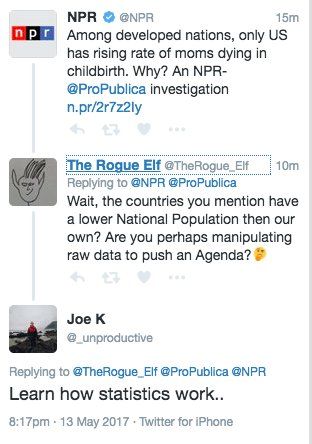 npr
NPR @NPR 15m
Among developed nations, only US
has rising rate of moms dying in
childbirth. Why? An NPR-
@ProPublica investigation
n.pr/2r7z2Iy
The Rogue Elf @TheRogue_Elf 10m
Replying to @NPR @ProPublica
Wait, the countries you mention have
a lower National Population then our
own? Are you perhaps manipulating
raw data to push an Agenda?🤔
Joe K
@_unproductive
Replying to @TheRogue_Elf @ProPublica @NPR
Learn how statistics work..
8:17pm · 13 May 2017 · Twitter for iPhone